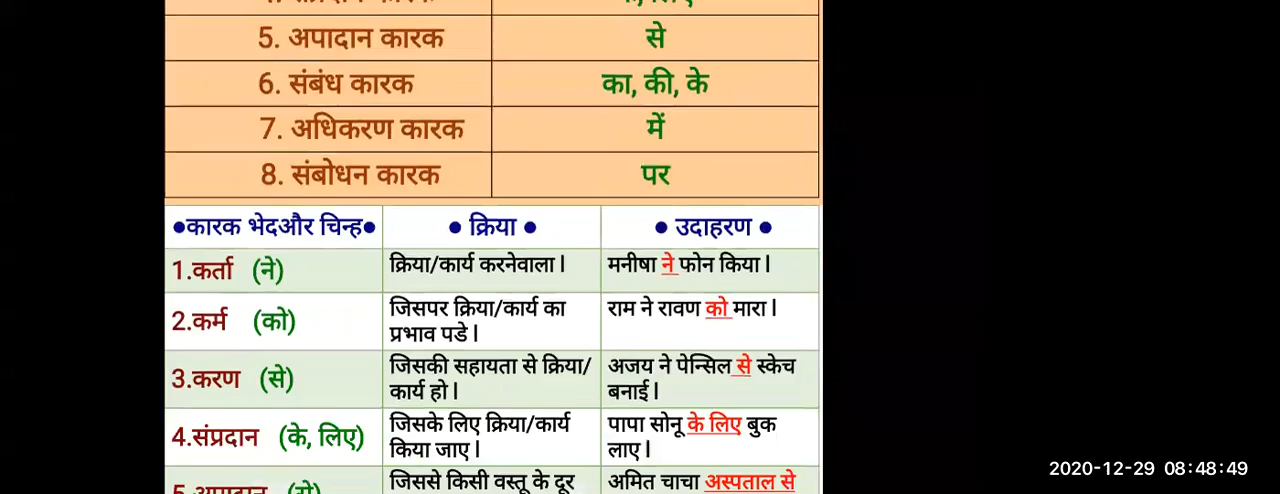 5. अपादान कारक से
6. संबंध कारक का, की, के
7. अधिकरण कारक में
8. संबोधन कारक पर
●कारक भेदऔर चिन्ह● ● क्रिया ● ● उदाहरण ●
1.कर्ता (ने) क्रिया/कार्य करनेवाला l मनीषा ने फोन किया l
2.कर्म (को) जिसपर क्रिया/कार्य का राम ने रावण को मारा l
प्रभाव पडे l
3.करण (से) जिसकी सहायता से क्रिया/ अजय ने पेन्सिल से स्केच
कार्य हो l बनाई l
4.संप्रदान (के, लिए) जिसके लिए क्रिया/कार्य पापा सोनू के लिए बुक
किया जाए l लाए l
जिससे किसी वस्तू के दूर अमित चाचा अस्पताल से
2020-12-29 08:48:49